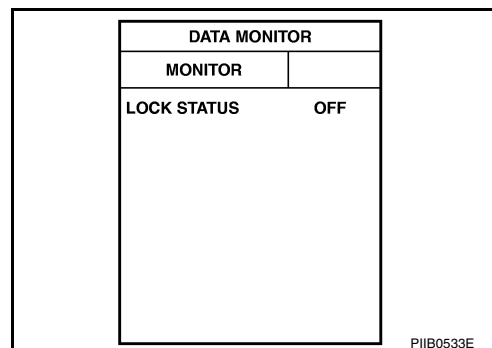 DATA MONITOR
MONITOR
LOCK STATUS OFF
PIIB0533E